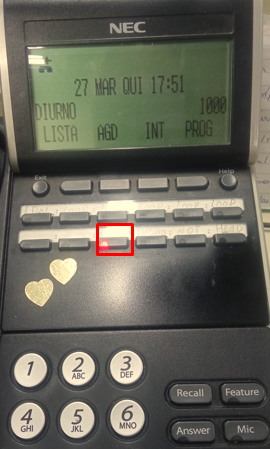 NEC
27 MAR QUI 17:51
DIURNO 1000
LISTA AGD INT PROG
Exit Help
1 2 ABC 3 DEF
Recall Feature
4 GHI 5 JKL 6 MNO
Answer Mic